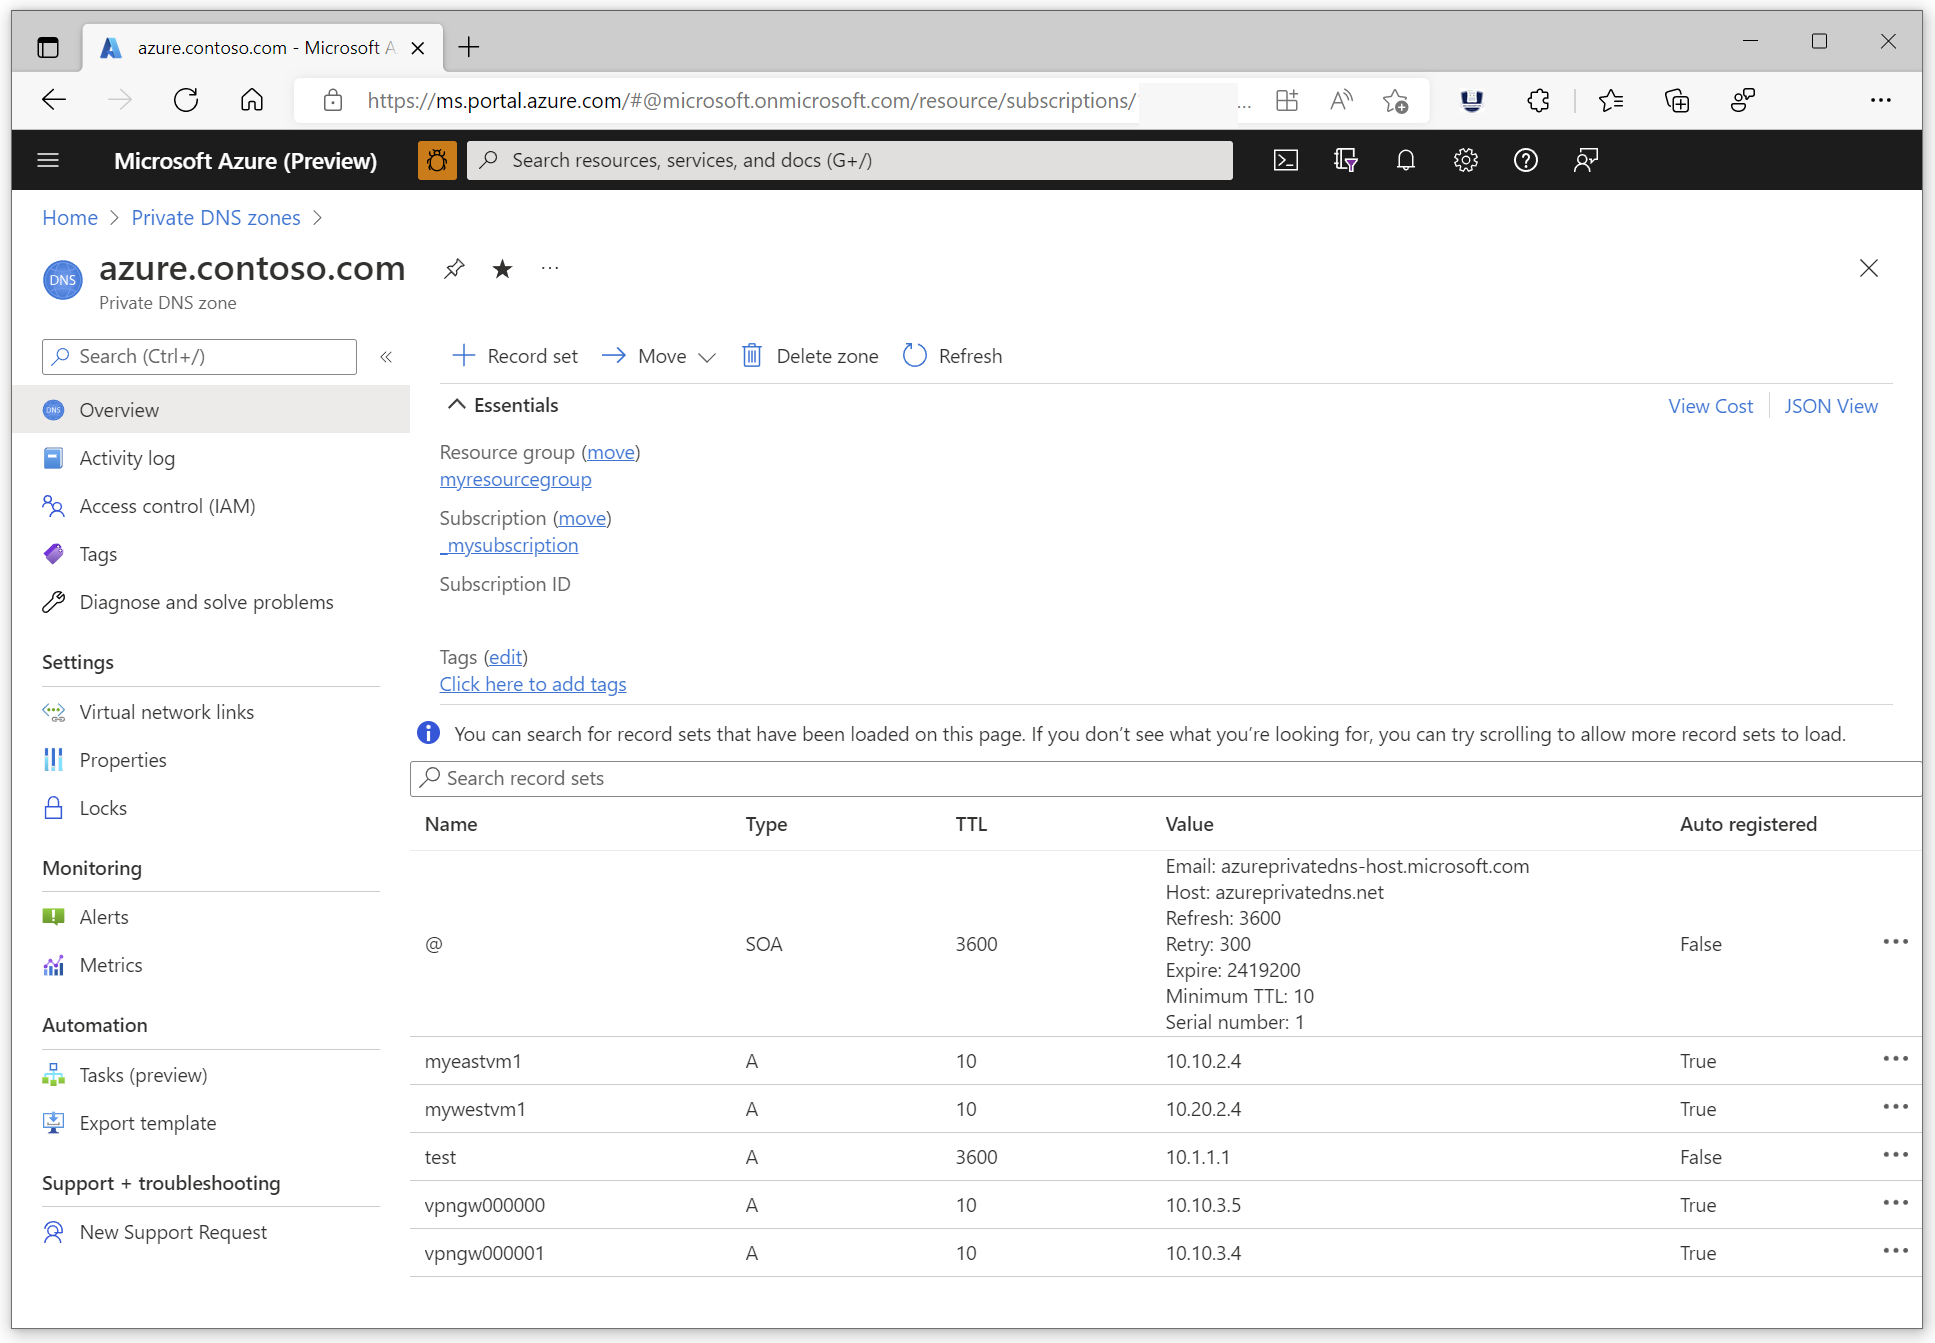 azure.contoso.com - Microsoft A
https://ms.portal.azure.com/#@microsoft.onmicrosoft.com/resource/subscriptions/ ...
Microsoft Azure (Preview)
Search resources, services, and docs (G+/)
Home > Private DNS zones >
DNS
azure.contoso.com
Private DNS zone
Search (Ctrl+/)
Record set Move Delete zone Refresh
Overview
Activity log
Access control (IAM)
Tags
Diagnose and solve problems
Settings
Virtual network links
Properties
Locks
Monitoring
Alerts
Metrics
Automation
Tasks (preview)
Export template
Support + troubleshooting
New Support Request
Essentials
View Cost JSON View
Resource group (move)
myresourcegroup
Subscription (move)
_mysubscription
Subscription ID
Tags (edit)
Click here to add tags
You can search for record sets that have been loaded on this page. If you don't see what you're looking for, you can try scrolling to allow more record sets to load.
Search record sets
Name Type TTL Value Auto registered
Email: azureprivatedns-host.microsoft.com
Host: azureprivatedns.net
Refresh: 3600
@ SOA 3600 Retry: 300 False
Expire: 2419200
Minimum TTL: 10
Serial number: 1
myeastvm1 A 10 10.10.2.4 True
mywestvm1 A 10 10.20.2.4 True
test A 3600 10.1.1.1 False
vpngw000000 A 10 10.10.3.5 True
vpngw000001 A 10 10.10.3.4 True